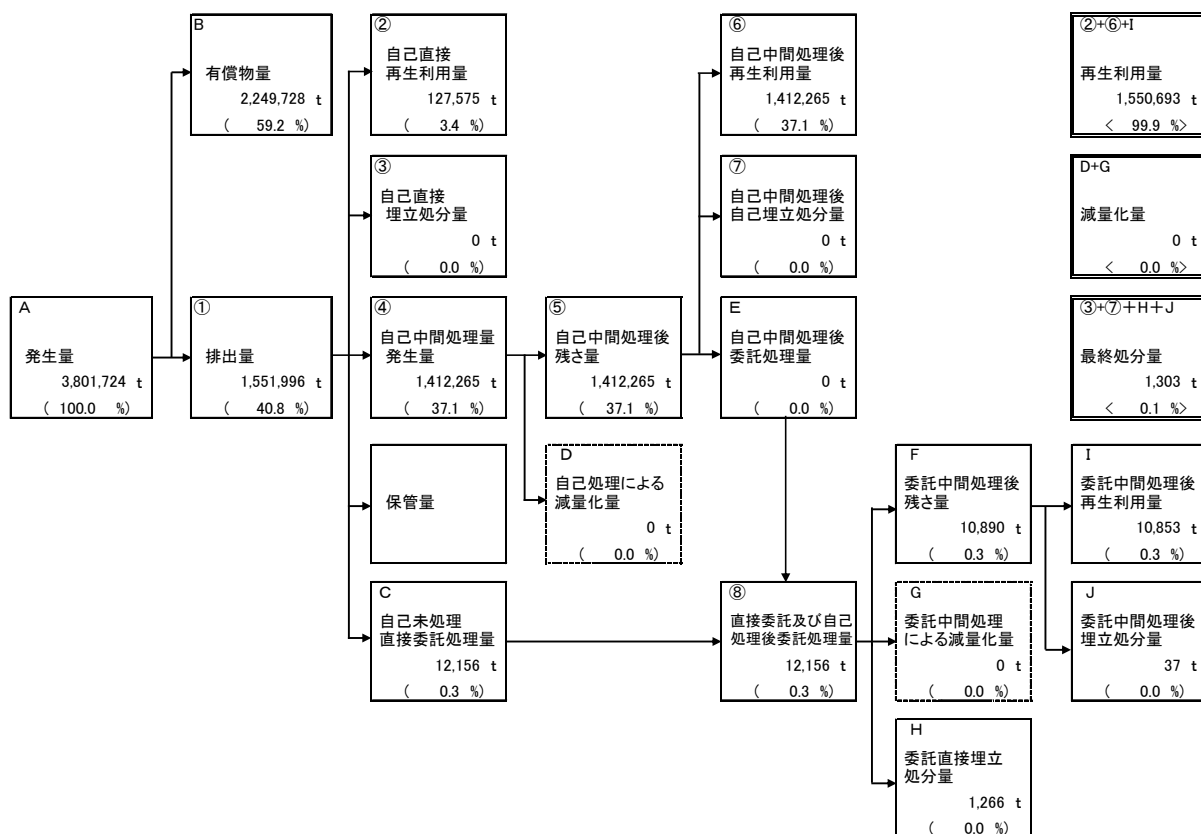 B
有償物量
2,249,728 t
( 59.2 %)
②
自己直接
再生利用量
127,575 t
( 3.4 %)
⑥
自己中間処理後
再生利用量
1,412,265 t
( 37.1 %)
②+⑥+I
再生利用量
1,550,693 t
< 99.9 %>
③
自己直接
埋立処分量
0 t
( 0.0 %)
⑦
自己中間処理後
自己埋立処分量
0 t
( 0.0 %)
D+G
減量化量
0 t
< 0.0 %>
A
発生量
3,801,724 t
( 100.0 %)
①
排出量
1,551,996 t
( 40.8 %)
④
自己中間処理量
発生量
1,412,265 t
( 37.1 %)
⑤
自己中間処理後
残さ量
1,412,265 t
( 37.1 %)
E
自己中間処理後
委託処理量
0 t
( 0.0 %)
③+⑦+H+J
最終処分量
1,303 t
< 0.1 %>
保管量
D
自己処理による
減量化量
0 t
( 0.0 %)
F
委託中間処理後
残さ量
10,890 t
( 0.3 %)
I
委託中間処理後
再生利用量
10,853 t
( 0.3 %)
C
自己未処理
直接委託処理量
12,156 t
( 0.3 %)
⑧
直接委託及び自己
処理後委託処理量
12,156 t
( 0.3 %)
G
委託中間処理
による減量化量
0 t
( 0.0 %)
J
委託中間処理後
埋立処分量
37 t
( 0.0 %)
H
委託直接埋立
処分量
1,266 t
( 0.0 %)